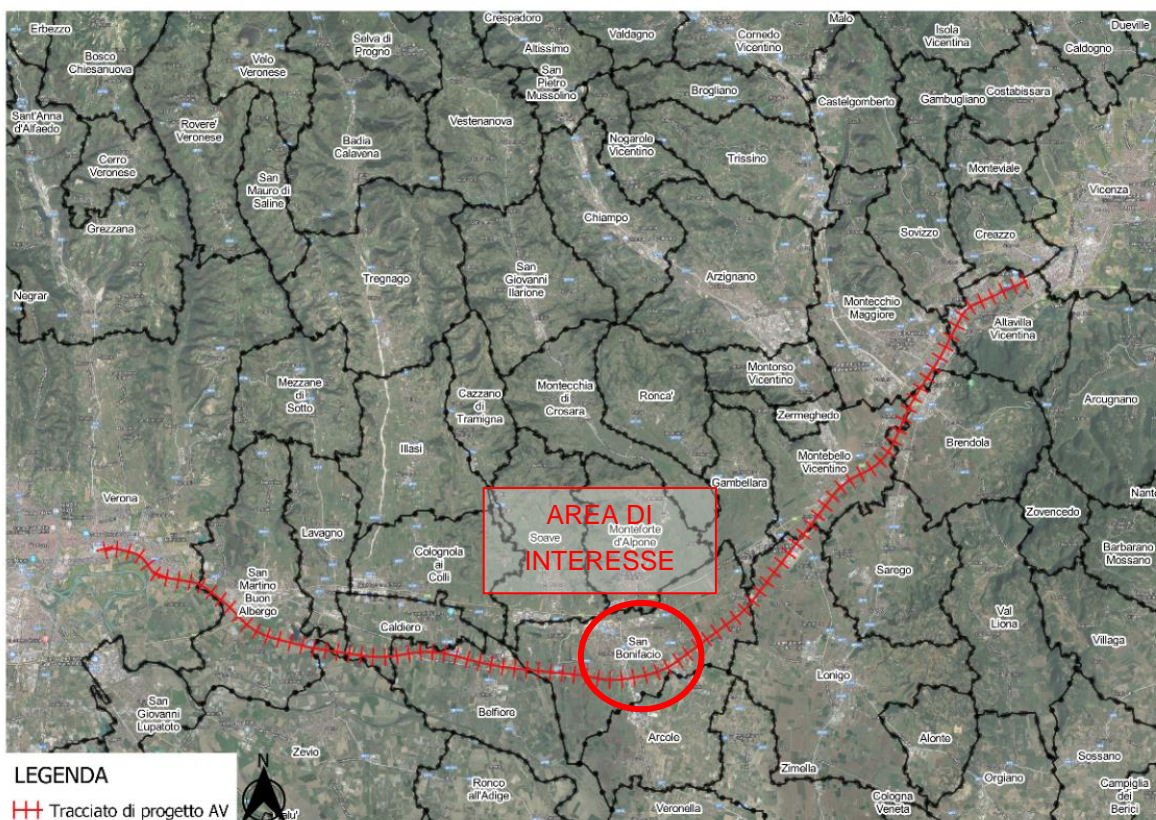 Erbezzo
Bosco
Chiesanuova
Velo
Veronese
Selva di
Progno
Crespadoro
Altissimo
Valdagno
Cornedo
Vicentino
Malo
Isola
Vicentina
Dueville
Caldogno
Sant'Anna
d'Alfaedo
Rovere'
Veronese
Cerro
Veronese
San
Mauro di
Saline
Badia
Calavena
Vestenanova
San
Pietro
Mussolino
Brogliano
Castelgomberto
Gambugliano
Costabissara
Nogarole
Vicentino
Trissino
Monteviale
Vicenza
Grezzana
Chiampo
Sovizzo
Creazzo
Negrar
Tregnago
San
Giovanni
Ilarione
Arzignano
Montecchio
Maggiore
Altavilla
Vicentina
Mezzane
di
Sotto
Cazzano
di
Tramigna
Montecchia
di
Crosara
Ronca'
Montorso
Vicentino
Zermeghedo
Arcugnano
Illasi
Gambellara
Montebello
Vicentino
Brendola
Verona
Lavagno
AREA DI
INTERESSE
Soave
Monteforte
d'Alpone
Zovencedo
Nanto
Colognola
ai
Colli
Barbarano
Mossano
San
Martino
Buon
Albergo
Sarego
Caldiero
San
Bonifacio
Val
Liona
Villaga
San
Giovanni
Lupatoto
Zevio
Belfiore
Arcole
Lonigo
Alonte
Sossano
Ronco
all'Adige
Veronella
Zimella
Cologna
Veneta
Orgiano
Campiglia
dei
Berici
LEGENDA
N
Tracciato di progetto AV